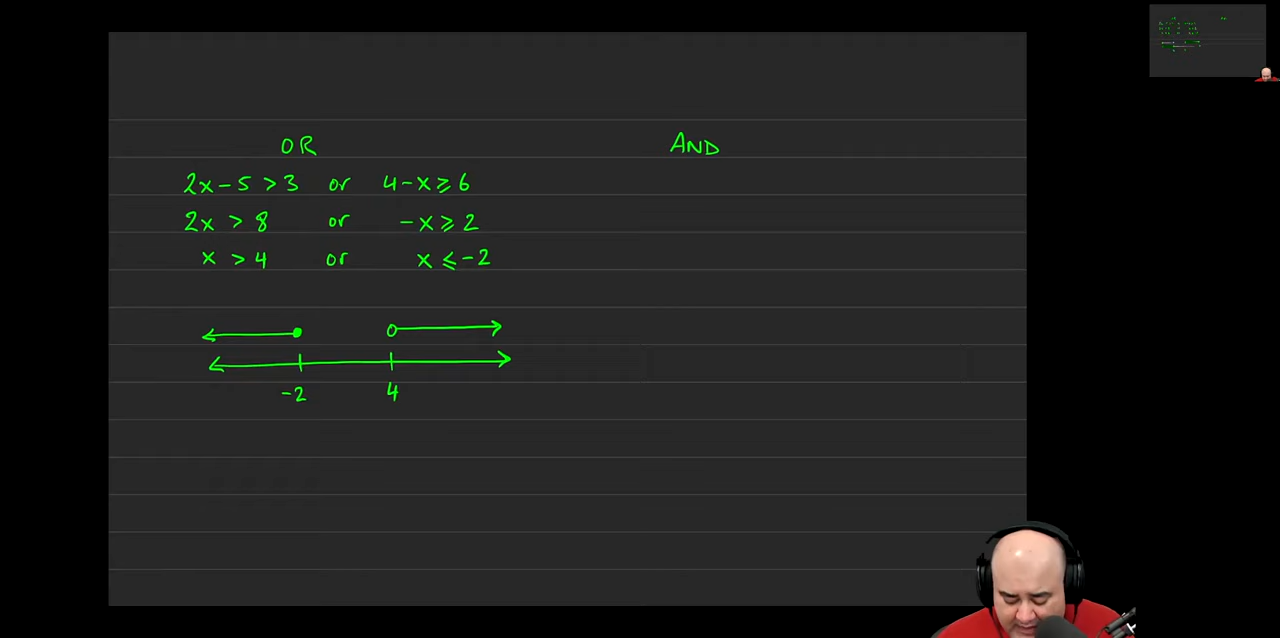 OR
2x - 5 > 3 or 4 - x ⩾ 6
2x > 8 or - x ⩾ 2
x > 4 or x ⩽ -2
-2 4
AND